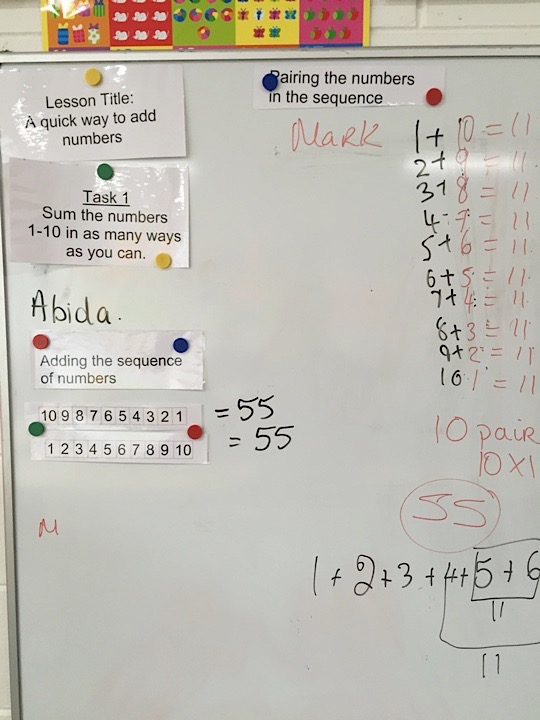 Lesson Title:
A quick way to add
numbers
Task 1
Sum the numbers
1-10 in as many ways
as you can.
Abida.
Adding the sequence
of numbers
10 9 8 7 6 5 4 3 2 1 = 55
1 2 3 4 5 6 7 8 9 10 = 55
M
Pairing the numbers
in the sequence
Mark
1 + 10 = 11
2 + 9 = 11
3 + 8 = 11
4 - 7 = 11
5 + 6 = 11
6 + 5 = 11
7 + 4 = 11
8 + 3 = 11
9 + 2 = 11
10 1 = 11
10 pair
10 x 1
55
1 + 2 + 3 + 4 + 5 + 6
11
11